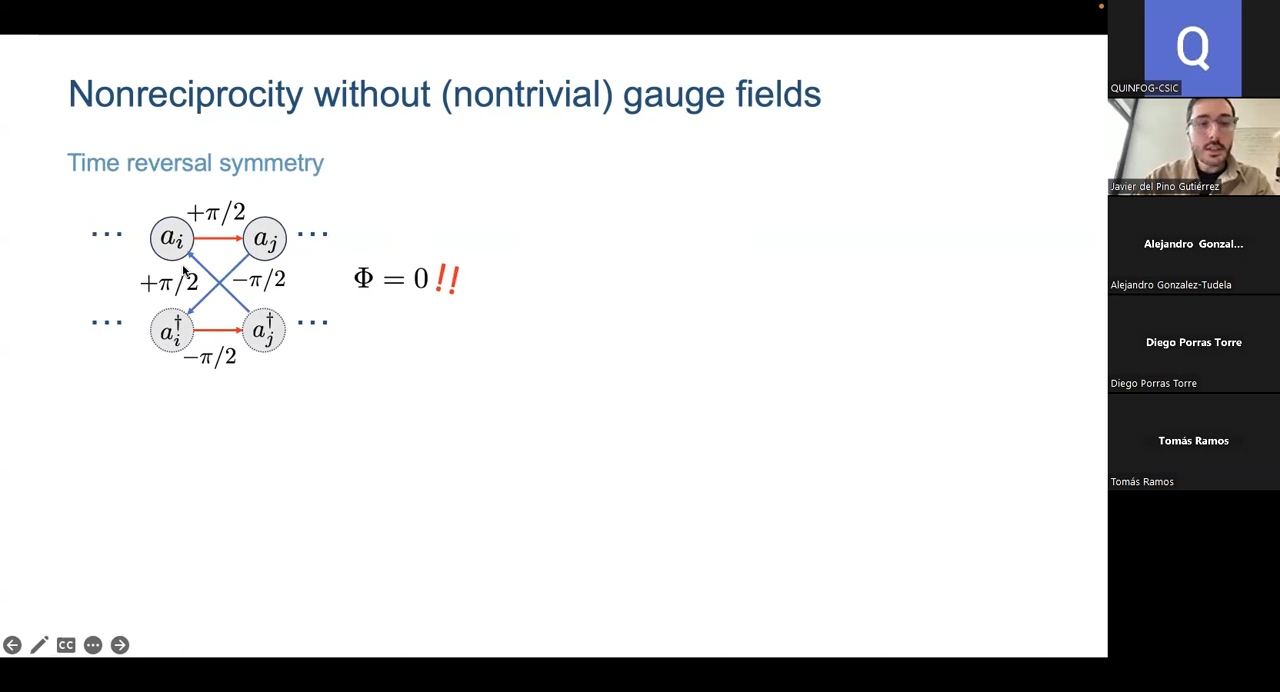 Nonreciprocity without (nontrivial) gauge fields
Time reversal symmetry
+π/2
... a_i a_j ...
+π/2 −π/2
Φ = 0 !!
... a_i^† a_j^† ...
−π/2
CC
Q
QUINFOG-CSIC
Javier del Pino Gutiérrez
Alejandro Gonzal...
Alejandro Gonzalez-Tudela
Diego Porras Torre
Diego Porras Torre
Tomás Ramos
Tomás Ramos